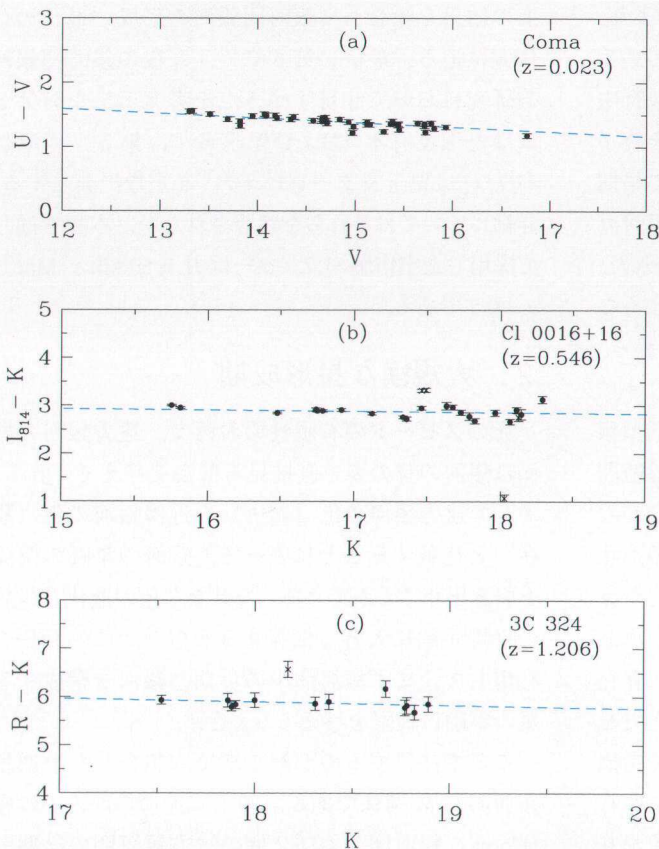 3
(a)
Coma
(z=0.023)
2
1
0
U - V
12 13 14 15 16 17 18
V
5
(b)
Cl 0016+16
(z=0.546)
4
3
2
1
I814 - K
15 16 17 18 19
K
8
(c)
3C 324
(z=1.206)
7
6
5
4
R - K
17 18 19 20
K